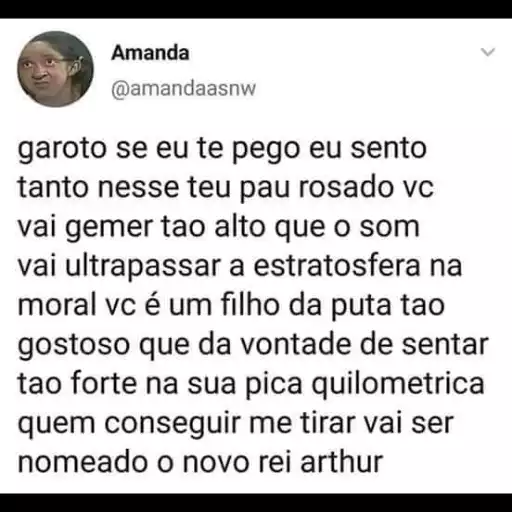 Amanda
@amandaasnw
garoto se eu te pego eu sento
tanto nesse teu pau rosado vc
vai gemer tao alto que o som
vai ultrapassar a estratosfera na
moral vc é um filho da puta tao
gostoso que da vontade de sentar
tao forte na sua pica quilometrica
quem conseguir me tirar vai ser
nomeado o novo rei arthur